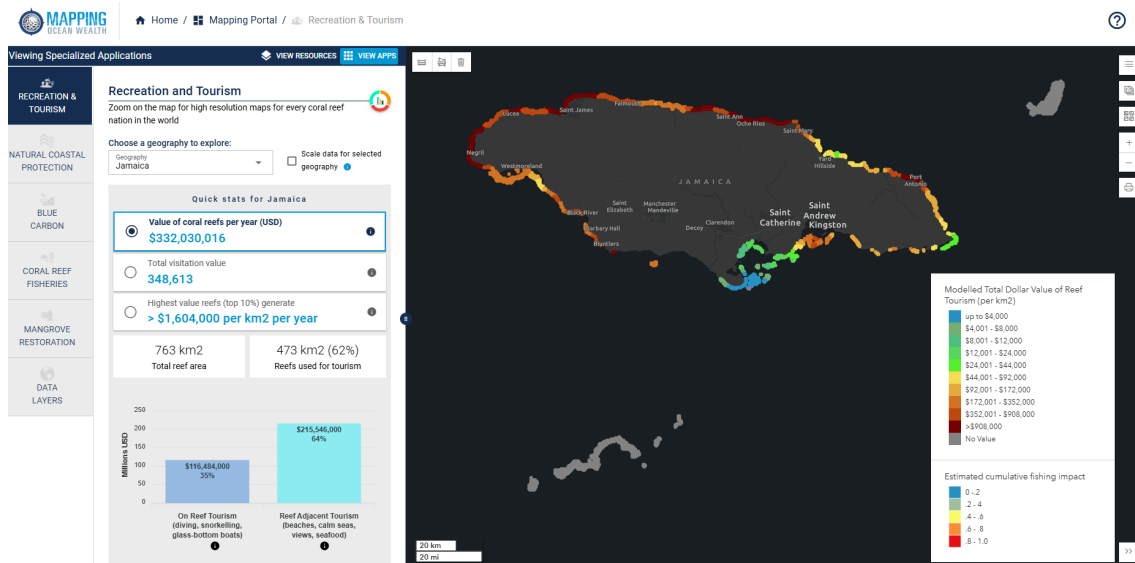 MAPPING
OCEAN WEALTH
Home / Mapping Portal / Recreation & Tourism
Viewing Specialized Applications
VIEW RESOURCES
VIEW APPS
RECREATION &
TOURISM
NATURAL COASTAL
PROTECTION
BLUE
CARBON
CORAL REEF
FISHERIES
MANGROVE
RESTORATION
DATA
LAYERS
Recreation and Tourism
Zoom on the map for high resolution maps for every coral reef
nation in the world
Choose a geography to explore:
Geography
Jamaica
Scale data for selected
geography
Quick stats for Jamaica
Value of coral reefs per year (USD)
$332,030,016
Total visitation value
348,613
Highest value reefs (top 10%) generate
> $1,604,000 per km2 per year
763 km2
Total reef area
473 km2 (62%)
Reefs used for tourism
Millions USD
250
200
150
100
50
0
$116,484,000
35%
$215,546,000
64%
On Reef Tourism
(diving, snorkelling,
glass-bottom boats)
Reef Adjacent Tourism
(beaches, calm seas,
views, seafood)
Lucea
Saint James
Falmouth
Saint Ann
Ocho Rios
Saint Mary
Negril
Westmoreland
Yard
Hillside
Port
Antonio
JAMAICA
Black River
Saint
Elizabeth
Manchester
Mandeville
Barbary Hall
Bluntlers
Decoy
Clarendon
Saint
Catherine
Saint
Andrew
Kingston
20 km
20 mi
Modelled Total Dollar Value of Reef
Tourism (per km2)
up to $4,000
$4,001 - $8,000
$8,001 - $12,000
$12,001 - $24,000
$24,001 - $44,000
$44,001 - $92,000
$92,001 - $172,000
$172,001 - $352,000
$352,001 - $908,000
>$908,000
No Value
Estimated cumulative fishing impact
0 -.2
.2 - 4
.4 - .6
.6 - .8
.8 - 1.0